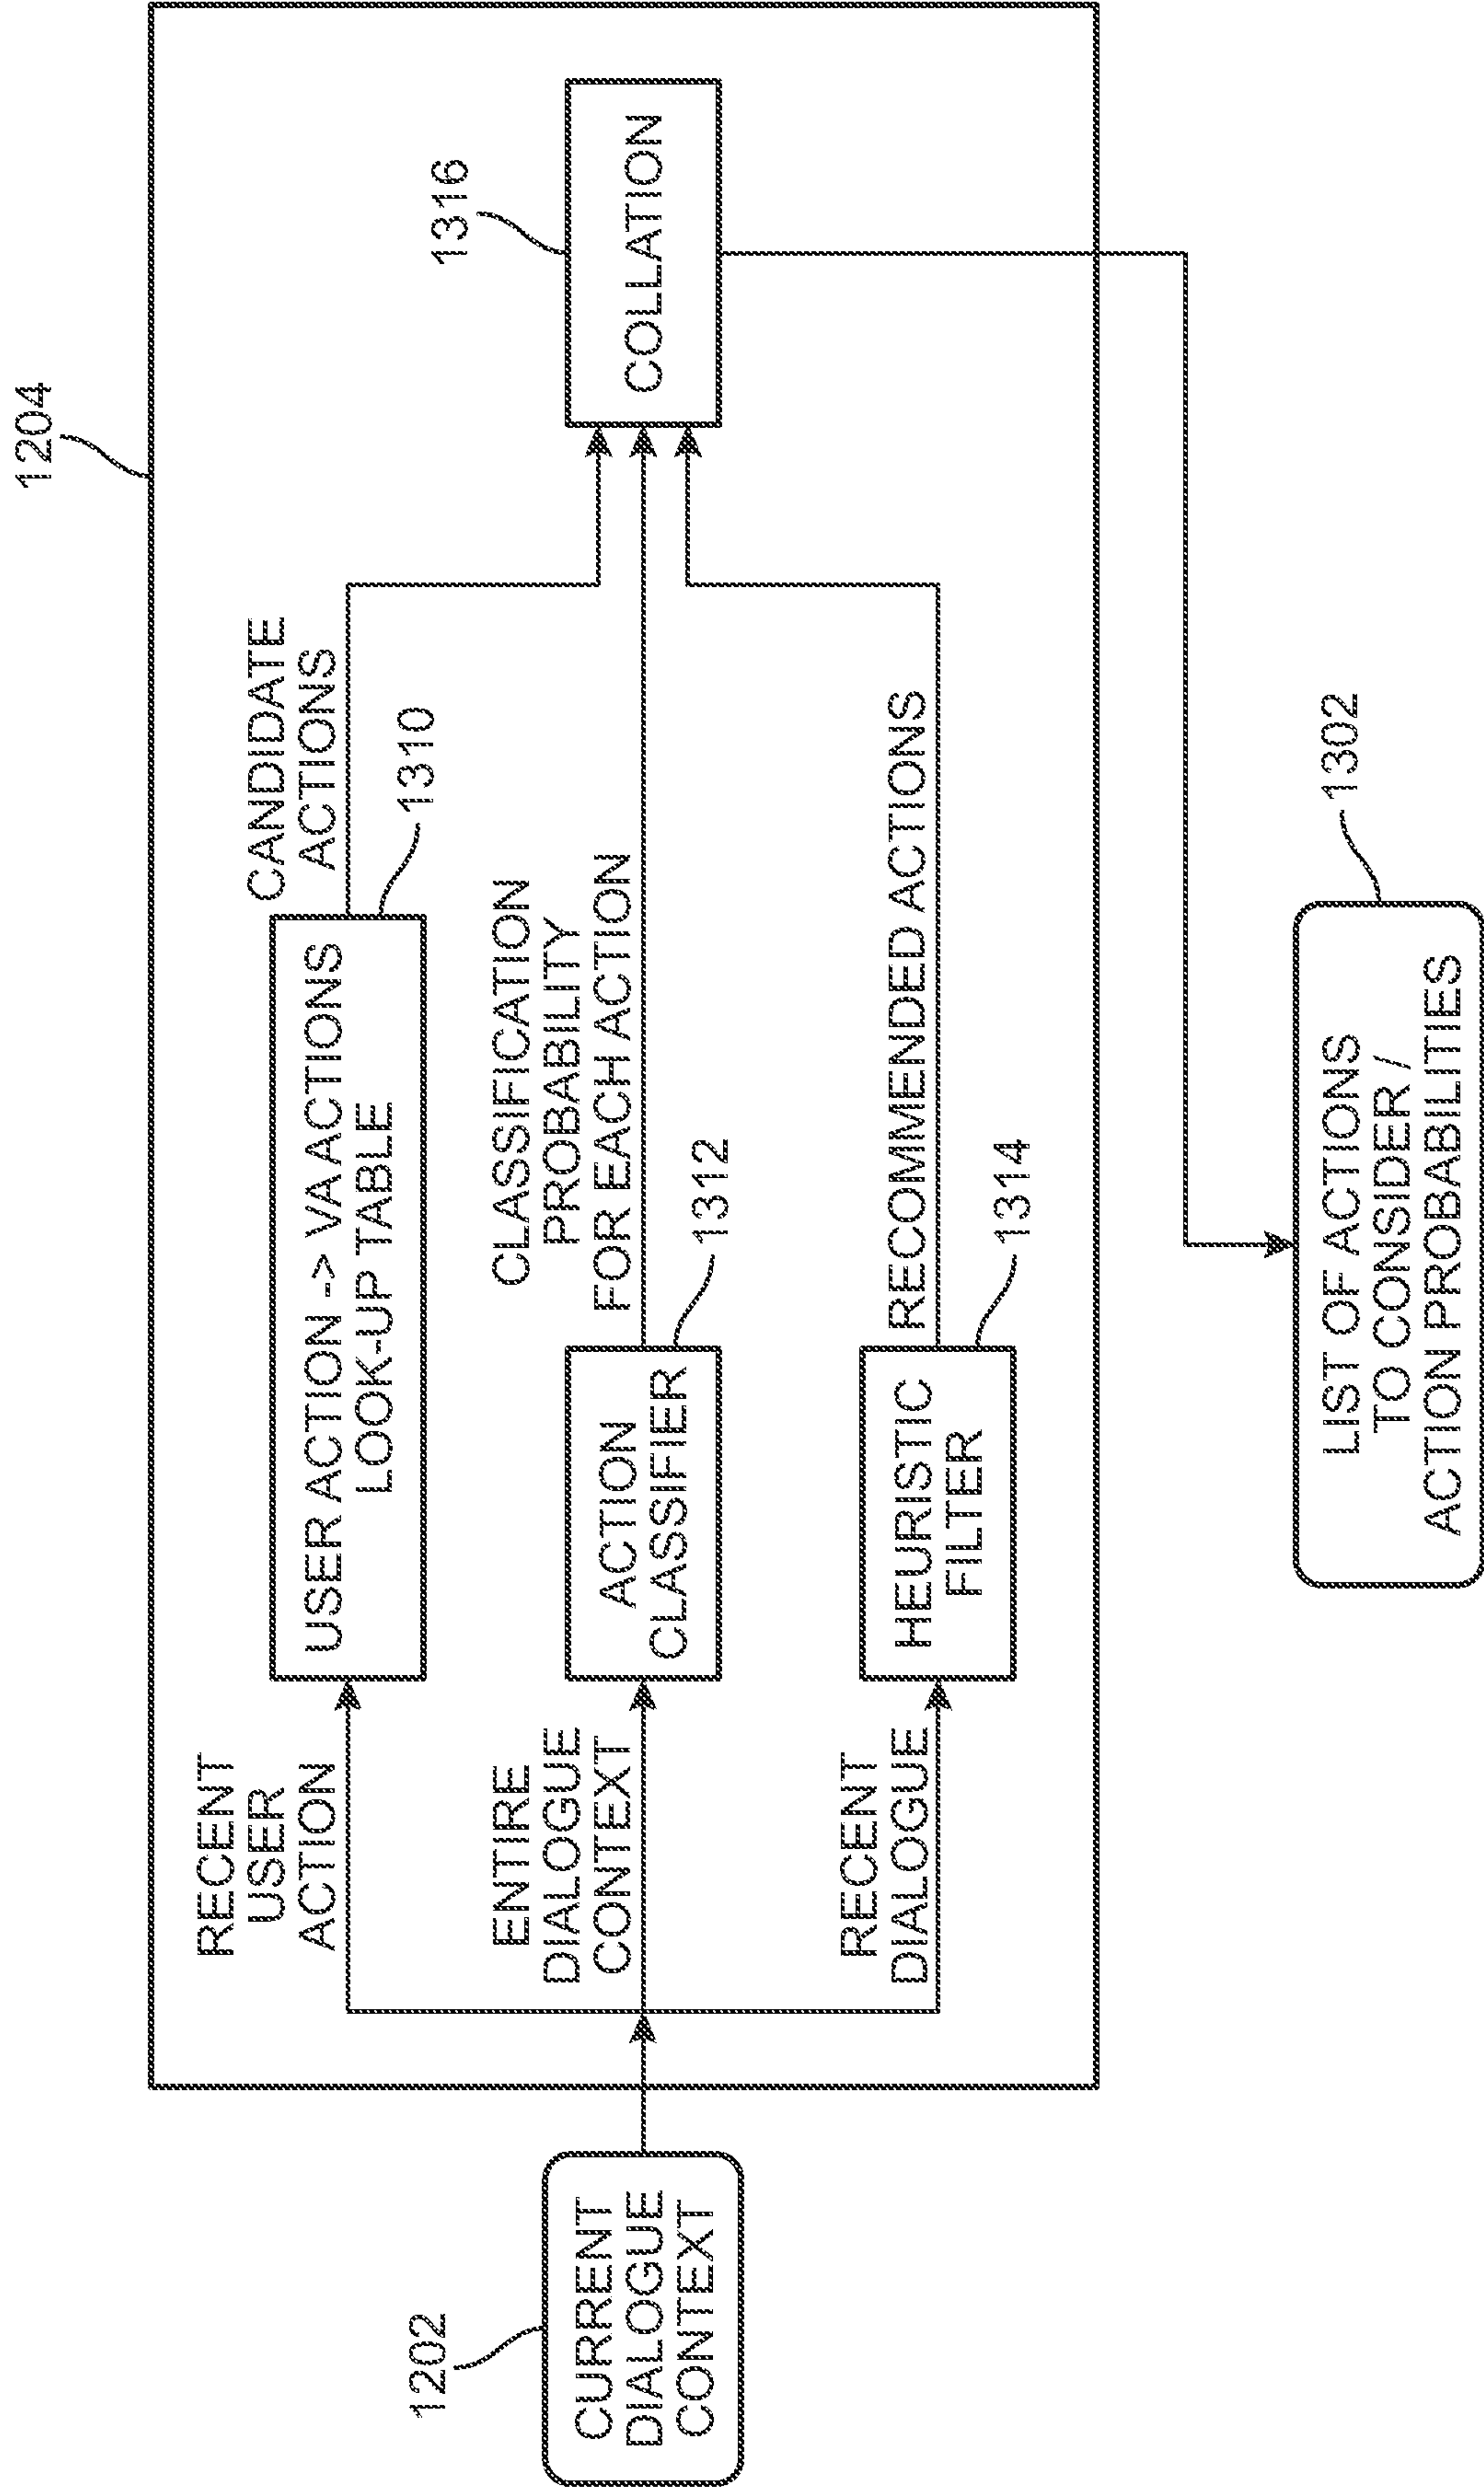 1204
RECENT
USER
ACTION
USER ACTION -> VA ACTIONS
LOOK-UP TABLE
1310
CANDIDATE
ACTIONS
1202
CURRENT
DIALOGUE
CONTEXT
ENTIRE
DIALOGUE
CONTEXT
ACTION
CLASSIFIER
1312
CLASSIFICATION
PROBABILITY
FOR EACH ACTION
1316
COLLATION
RECENT
DIALOGUE
HEURISTIC
FILTER
1314
RECOMMENDED ACTIONS
LIST OF ACTIONS
TO CONSIDER /
ACTION PROBABILITIES
1302